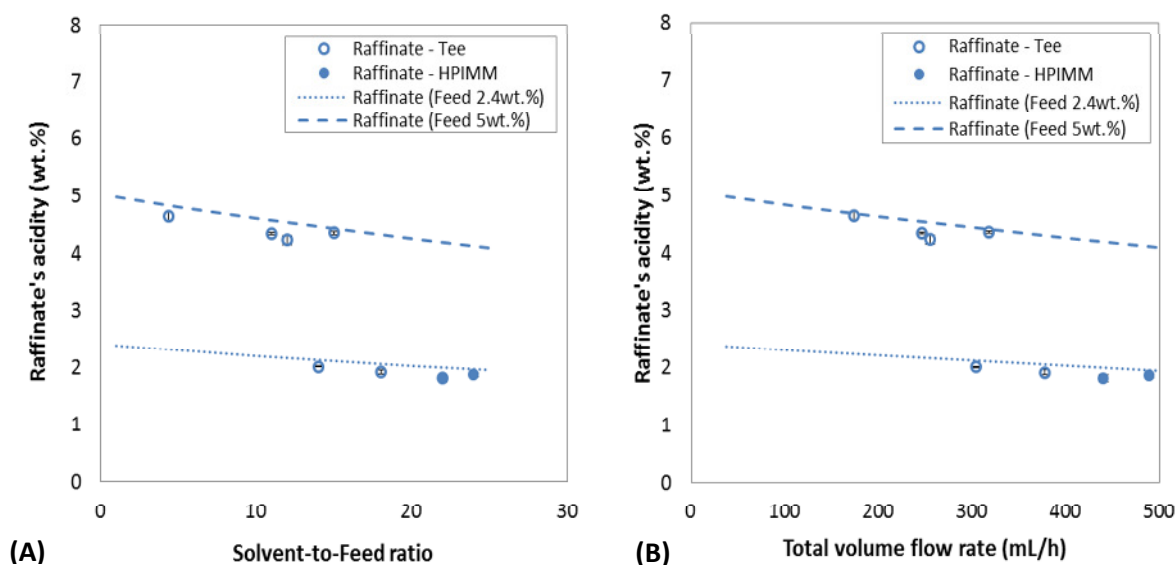 8
7
6
5
4
3
2
1
0
Raffinate's acidity (wt.%)
Raffinate - Tee
Raffinate - HPIMM
Raffinate (Feed 2.4wt.%)
Raffinate (Feed 5wt.%)
0 10 20 30
(A) Solvent-to-Feed ratio
8
7
6
5
4
3
2
1
0
Raffinate's acidity (wt.%)
Raffinate - Tee
Raffinate - HPIMM
Raffinate (Feed 2.4wt.%)
Raffinate (Feed 5wt.%)
0 100 200 300 400 500
(B) Total volume flow rate (mL/h)